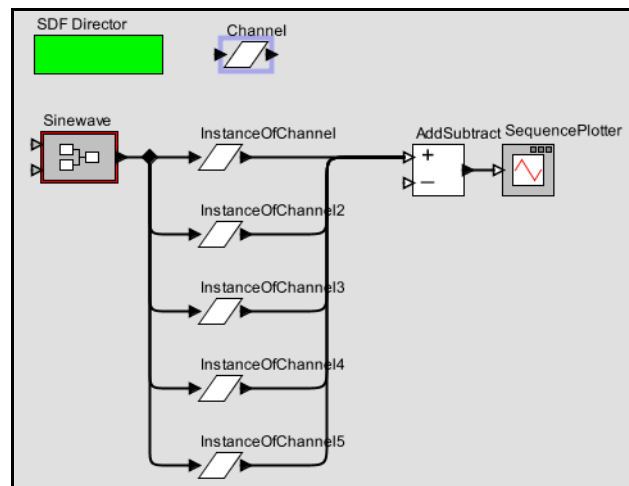 SDF Director
Channel
Sinewave
InstanceOfChannel
AddSubtract
SequencePlotter
+
–
InstanceOfChannel2
InstanceOfChannel3
InstanceOfChannel4
InstanceOfChannel5